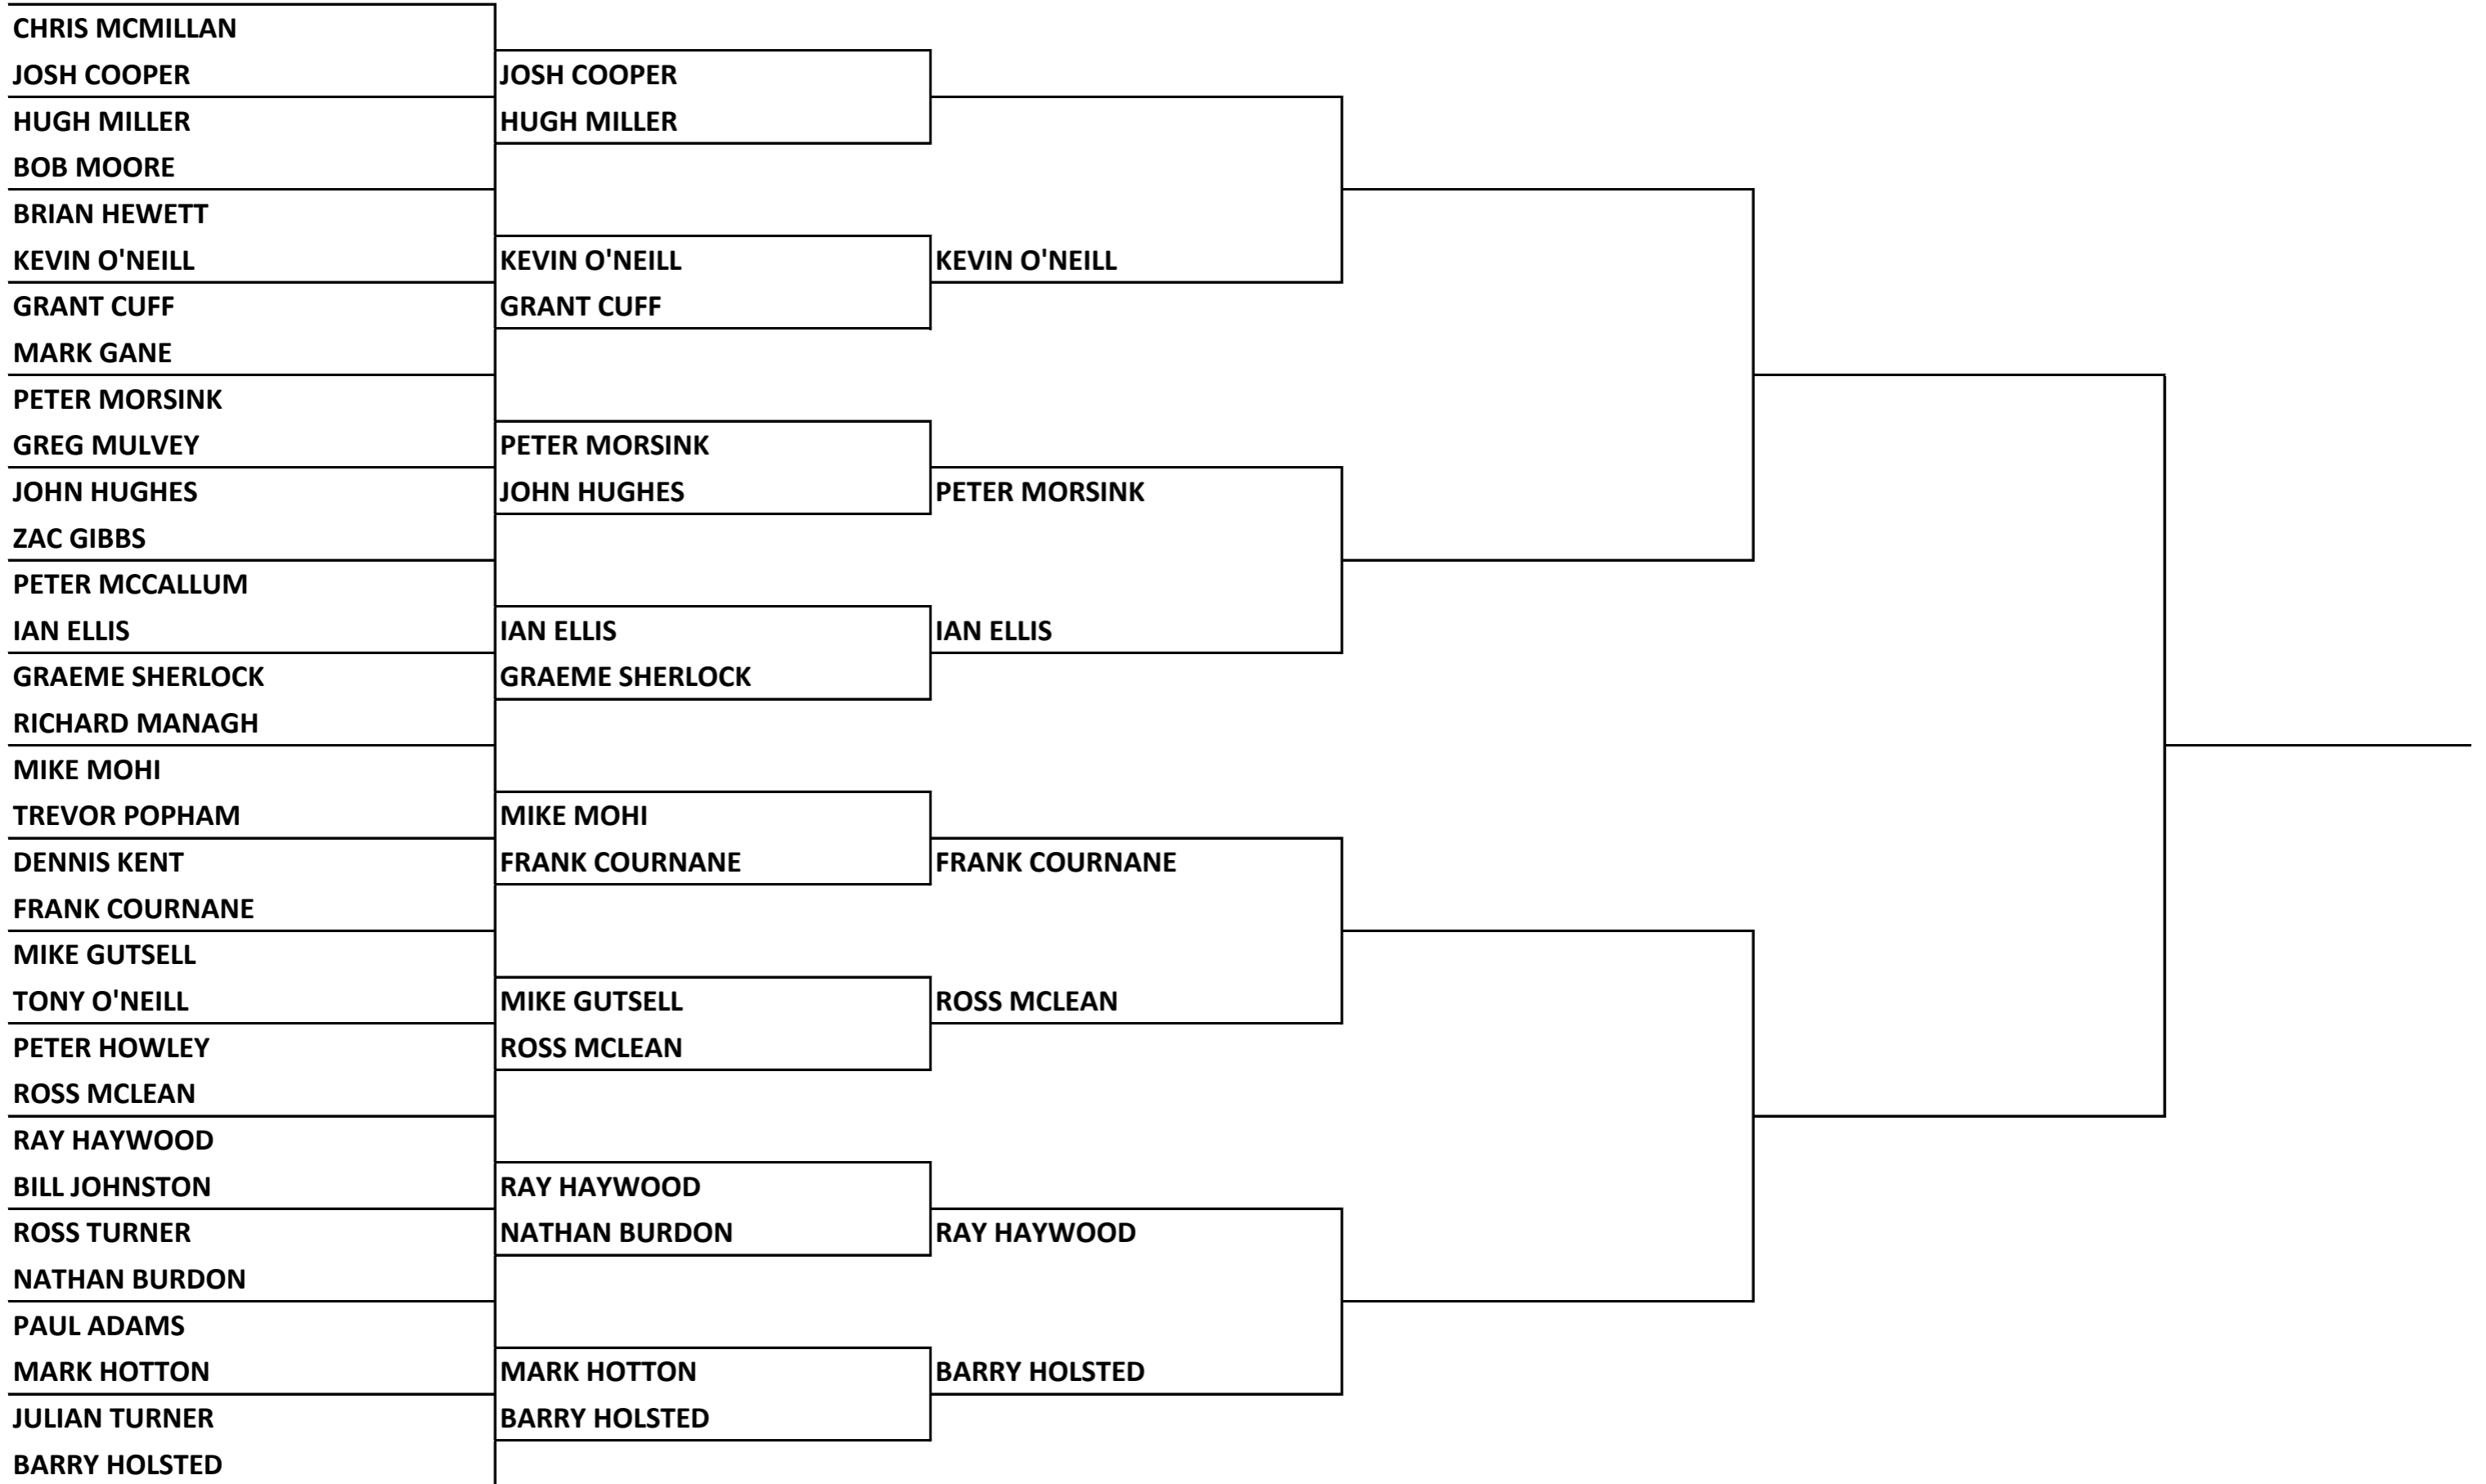 CHRIS MCMILLAN
JOSH COOPER
HUGH MILLER
BOB MOORE
BRIAN HEWETT
KEVIN O'NEILL
GRANT CUFF
MARK GANE
PETER MORSINK
GREG MULVEY
JOHN HUGHES
ZAC GIBBS
PETER MCCALLUM
IAN ELLIS
GRAEME SHERLOCK
RICHARD MANAGH
MIKE MOHI
TREVOR POPHAM
DENNIS KENT
FRANK COURNANE
MIKE GUTSELL
TONY O'NEILL
PETER HOWLEY
ROSS MCLEAN
RAY HAYWOOD
BILL JOHNSTON
ROSS TURNER
NATHAN BURDON
PAUL ADAMS
MARK HOTTON
JULIAN TURNER
BARRY HOLSTED
JOSH COOPER
HUGH MILLER
KEVIN O'NEILL
GRANT CUFF
PETER MORSINK
JOHN HUGHES
IAN ELLIS
GRAEME SHERLOCK
MIKE MOHI
FRANK COURNANE
MIKE GUTSELL
ROSS MCLEAN
RAY HAYWOOD
NATHAN BURDON
MARK HOTTON
BARRY HOLSTED
KEVIN O'NEILL
PETER MORSINK
IAN ELLIS
FRANK COURNANE
ROSS MCLEAN
RAY HAYWOOD
BARRY HOLSTED